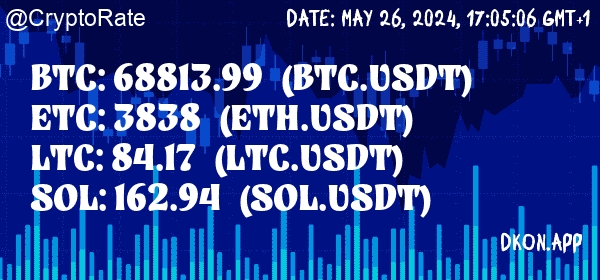 @CryptoRate
DATE: MAY 26, 2024, 17:05:06 GMT+1
BTC: 68813.99 (BTC.USDT)
ETC: 3838 (ETH.USDT)
LTC: 84.17 (LTC.USDT)
SOL: 162.94 (SOL.USDT)
DKON.APP